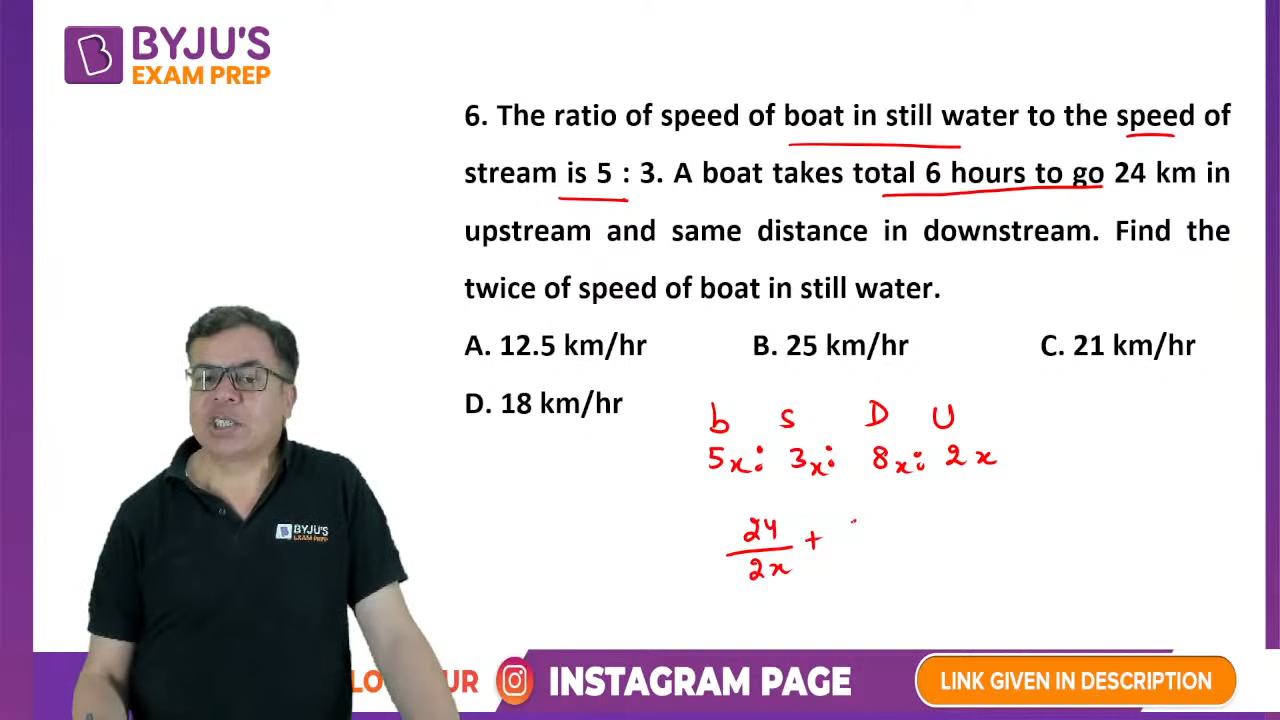 BYJU'S
EXAM PREP
6. The ratio of speed of boat in still water to the speed of
stream is 5 : 3. A boat takes total 6 hours to go 24 km in
upstream and same distance in downstream. Find the
twice of speed of boat in still water.
A. 12.5 km/hr B. 25 km/hr C. 21 km/hr
D. 18 km/hr
b s D U
5x : 3x : 8x : 2x
24/2x +
BYJU'S
EXAM PREP
INSTAGRAM PAGE
LINK GIVEN IN DESCRIPTION